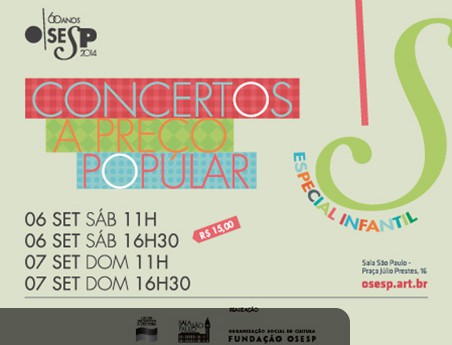 60 ANOS
OSESP
2014
CONCERTOS
A PREÇO
POPULAR
ESPECIAL INFANTIL
06 SET SÁB 11H
06 SET SÁB 16H30
07 SET DOM 11H
07 SET DOM 16H30
R$ 15,00
Sala São Paulo -
Praça Júlio Prestes, 16
osesp.art.br
REALIZAÇÃO
ORGANIZAÇÃO SOCIAL DE CULTURA
FUNDAÇÃO OSESP